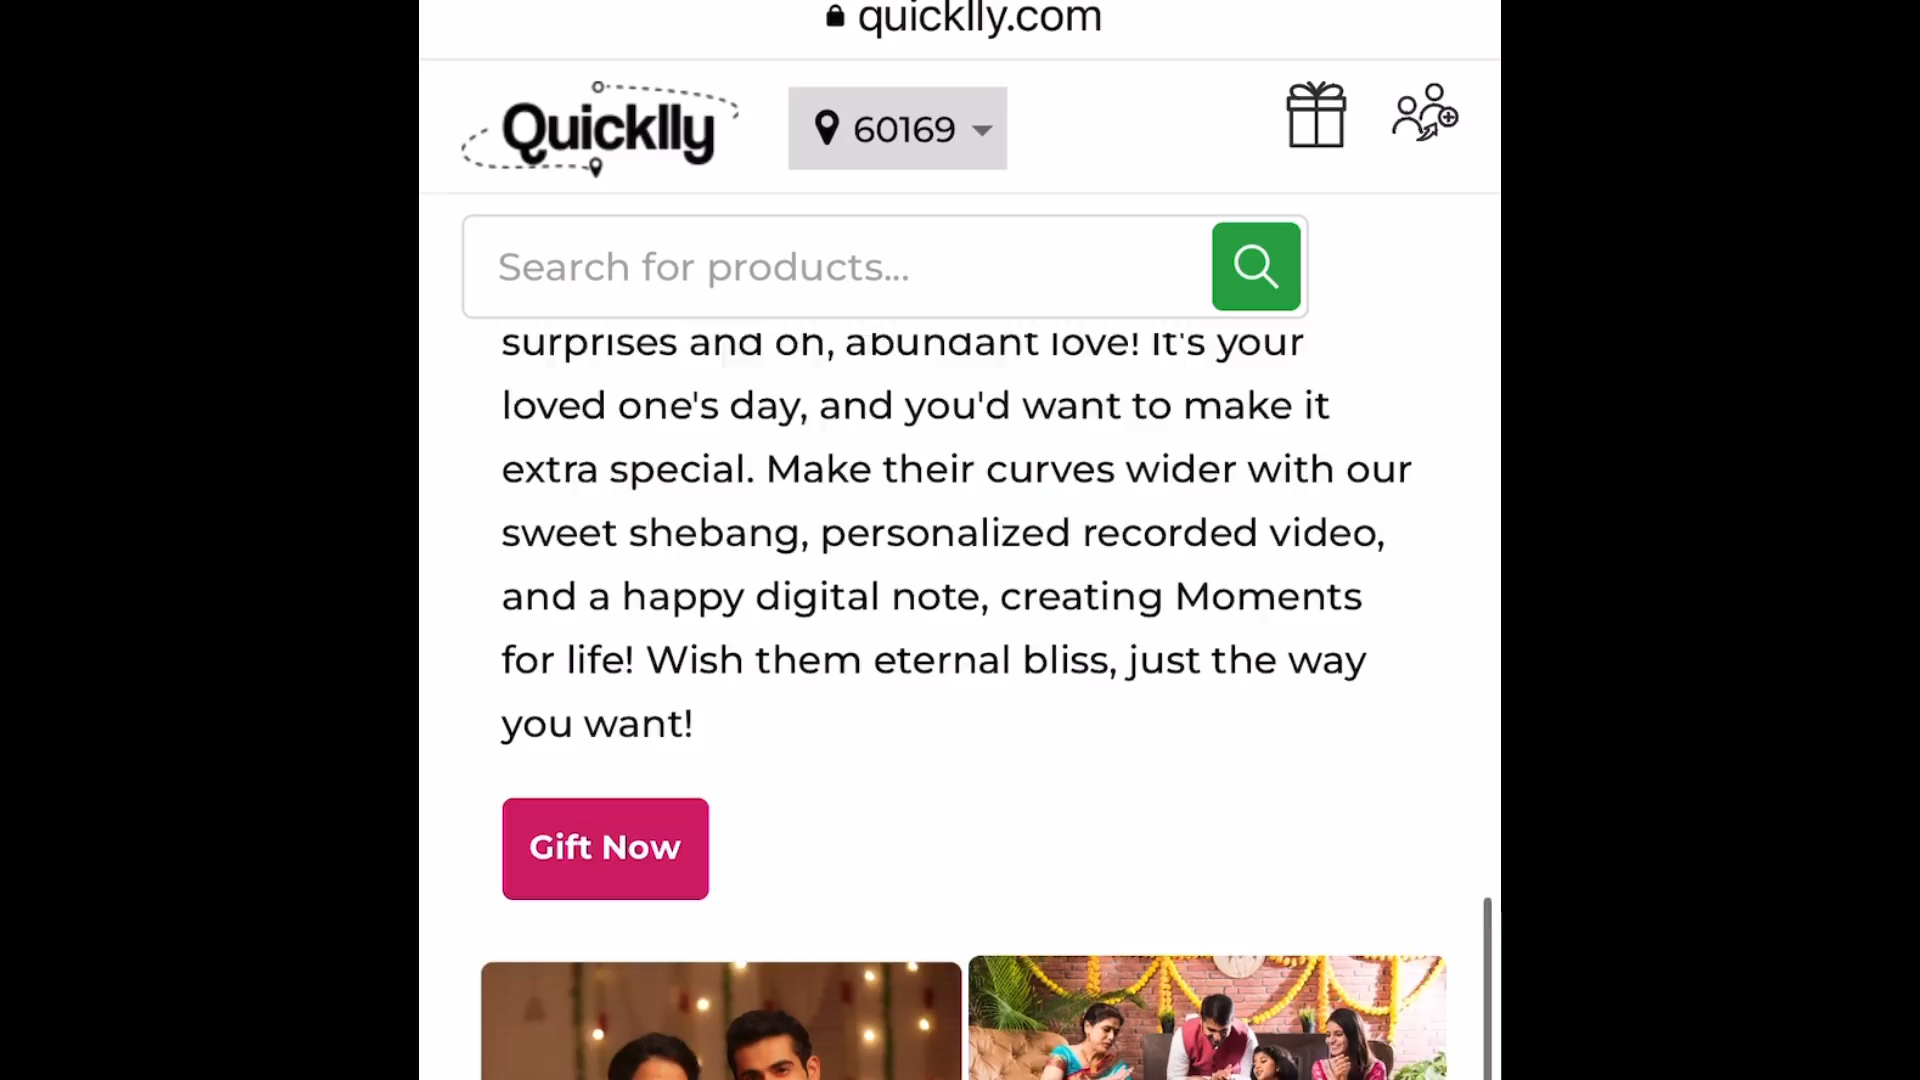 quicklly.com
Quicklly
60169
Search for products...
surprises and oh, abundant love! It's your
loved one's day, and you'd want to make it
extra special. Make their curves wider with our
sweet shebang, personalized recorded video,
and a happy digital note, creating Moments
for life! Wish them eternal bliss, just the way
you want!
Gift Now